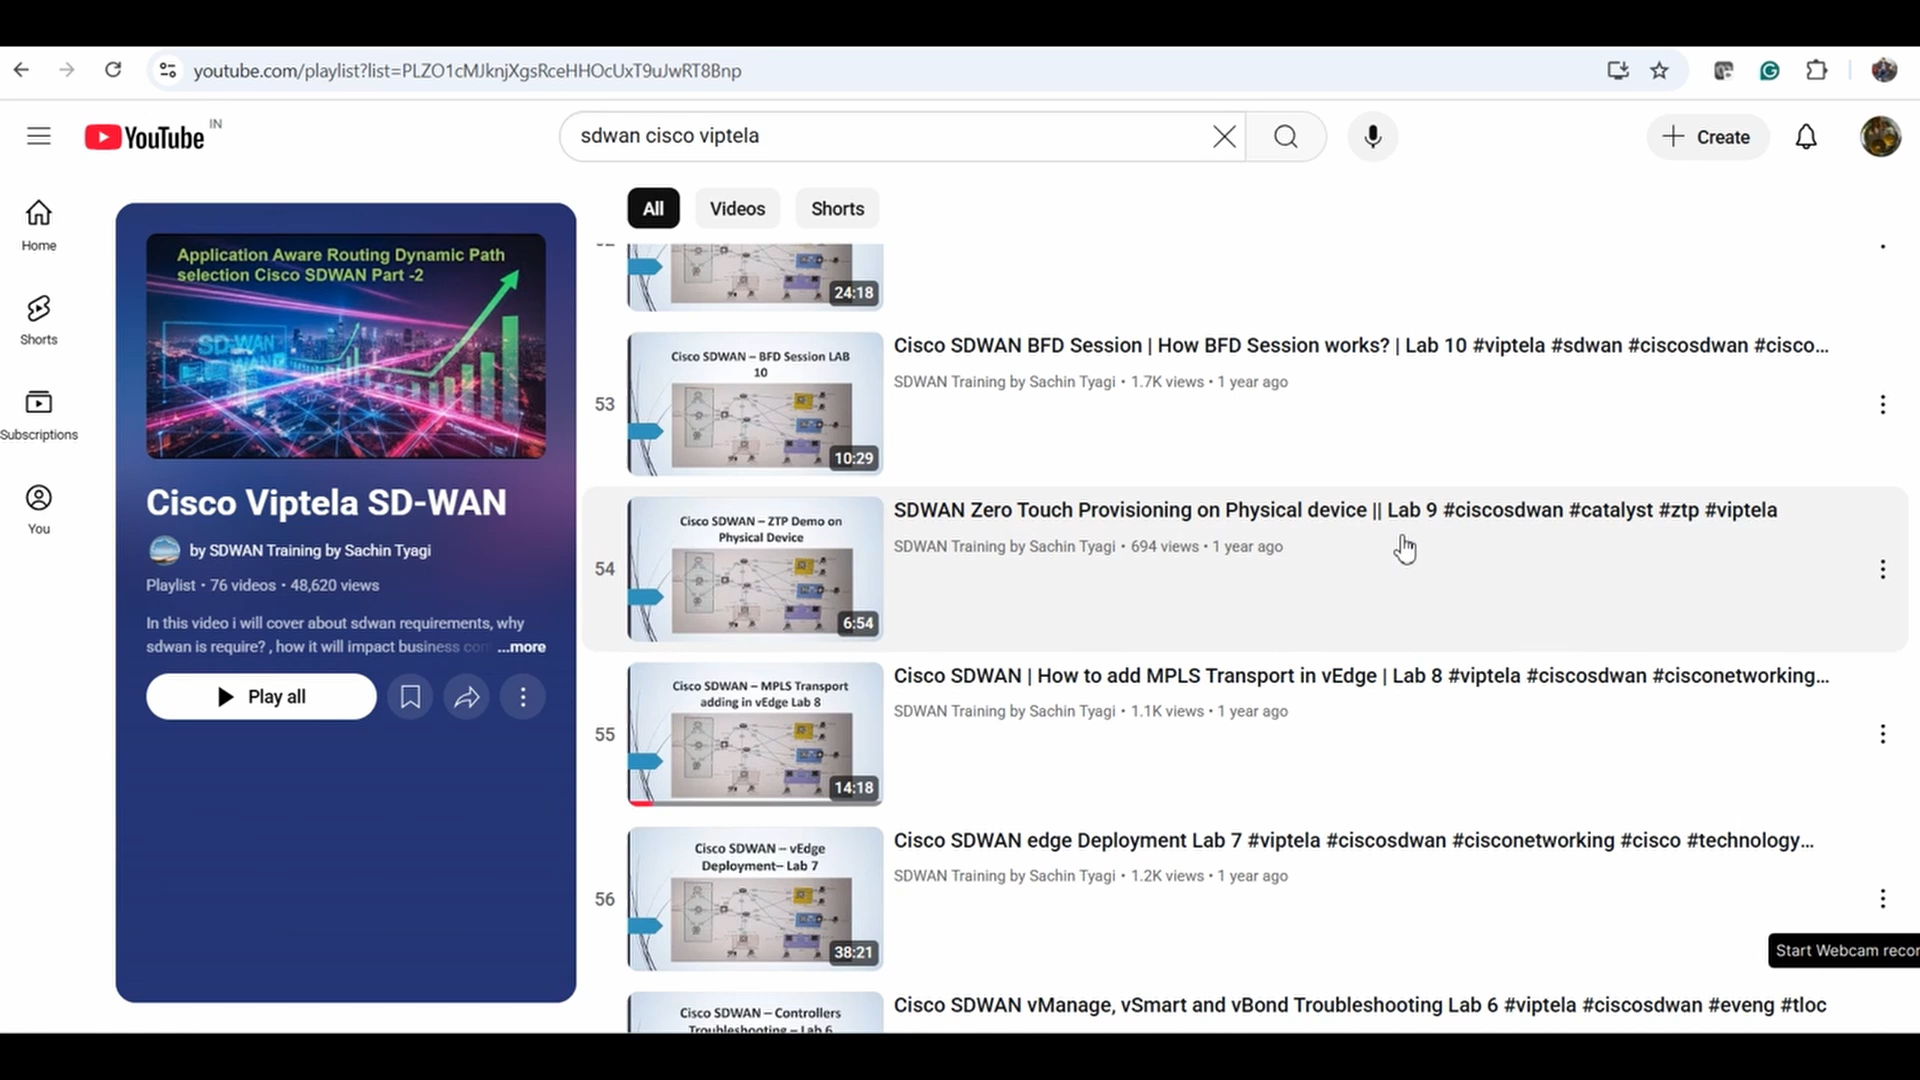 youtube.com/playlist?list=PLZO1cMJknjXgsRceHHOcUxT9uJwRT8Bnp
YouTube IN
sdwan cisco viptela
Create
Home
Shorts
Subscriptions
You
Application Aware Routing Dynamic Path
selection Cisco SDWAN Part -2
SD-WAN
WAN
Cisco Viptela SD-WAN
by SDWAN Training by Sachin Tyagi
Playlist • 76 videos • 48,620 views
In this video i will cover about sdwan requirements, why
sdwan is require? , how it will impact business com ...more
Play all
All
Videos
Shorts
24:18
53
Cisco SDWAN – BFD Session LAB
10
10:29
Cisco SDWAN BFD Session | How BFD Session works? | Lab 10 #viptela #sdwan #ciscosdwan #cisco...
SDWAN Training by Sachin Tyagi • 1.7K views • 1 year ago
54
Cisco SDWAN – ZTP Demo on
Physical Device
6:54
SDWAN Zero Touch Provisioning on Physical device || Lab 9 #ciscosdwan #catalyst #ztp #viptela
SDWAN Training by Sachin Tyagi • 694 views • 1 year ago
55
Cisco SDWAN – MPLS Transport
adding in vEdge Lab 8
14:18
Cisco SDWAN | How to add MPLS Transport in vEdge | Lab 8 #viptela #ciscosdwan #cisconetworking...
SDWAN Training by Sachin Tyagi • 1.1K views • 1 year ago
56
Cisco SDWAN – vEdge
Deployment– Lab 7
38:21
Cisco SDWAN edge Deployment Lab 7 #viptela #ciscosdwan #cisconetworking #cisco #technology...
SDWAN Training by Sachin Tyagi • 1.2K views • 1 year ago
Start Webcam recor
Cisco SDWAN – Controllers
Troubleshooting – Lab 6
Cisco SDWAN vManage, vSmart and vBond Troubleshooting Lab 6 #viptela #ciscosdwan #eveng #tloc